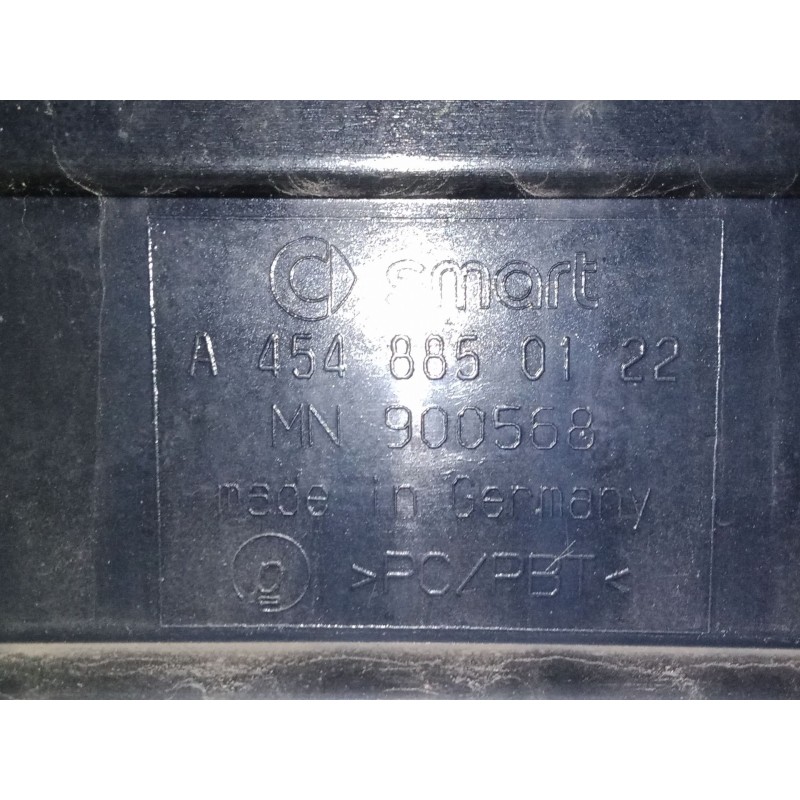 smart
A 454 885 01 22
MN 900568
made in Germany
>PC/PBT<